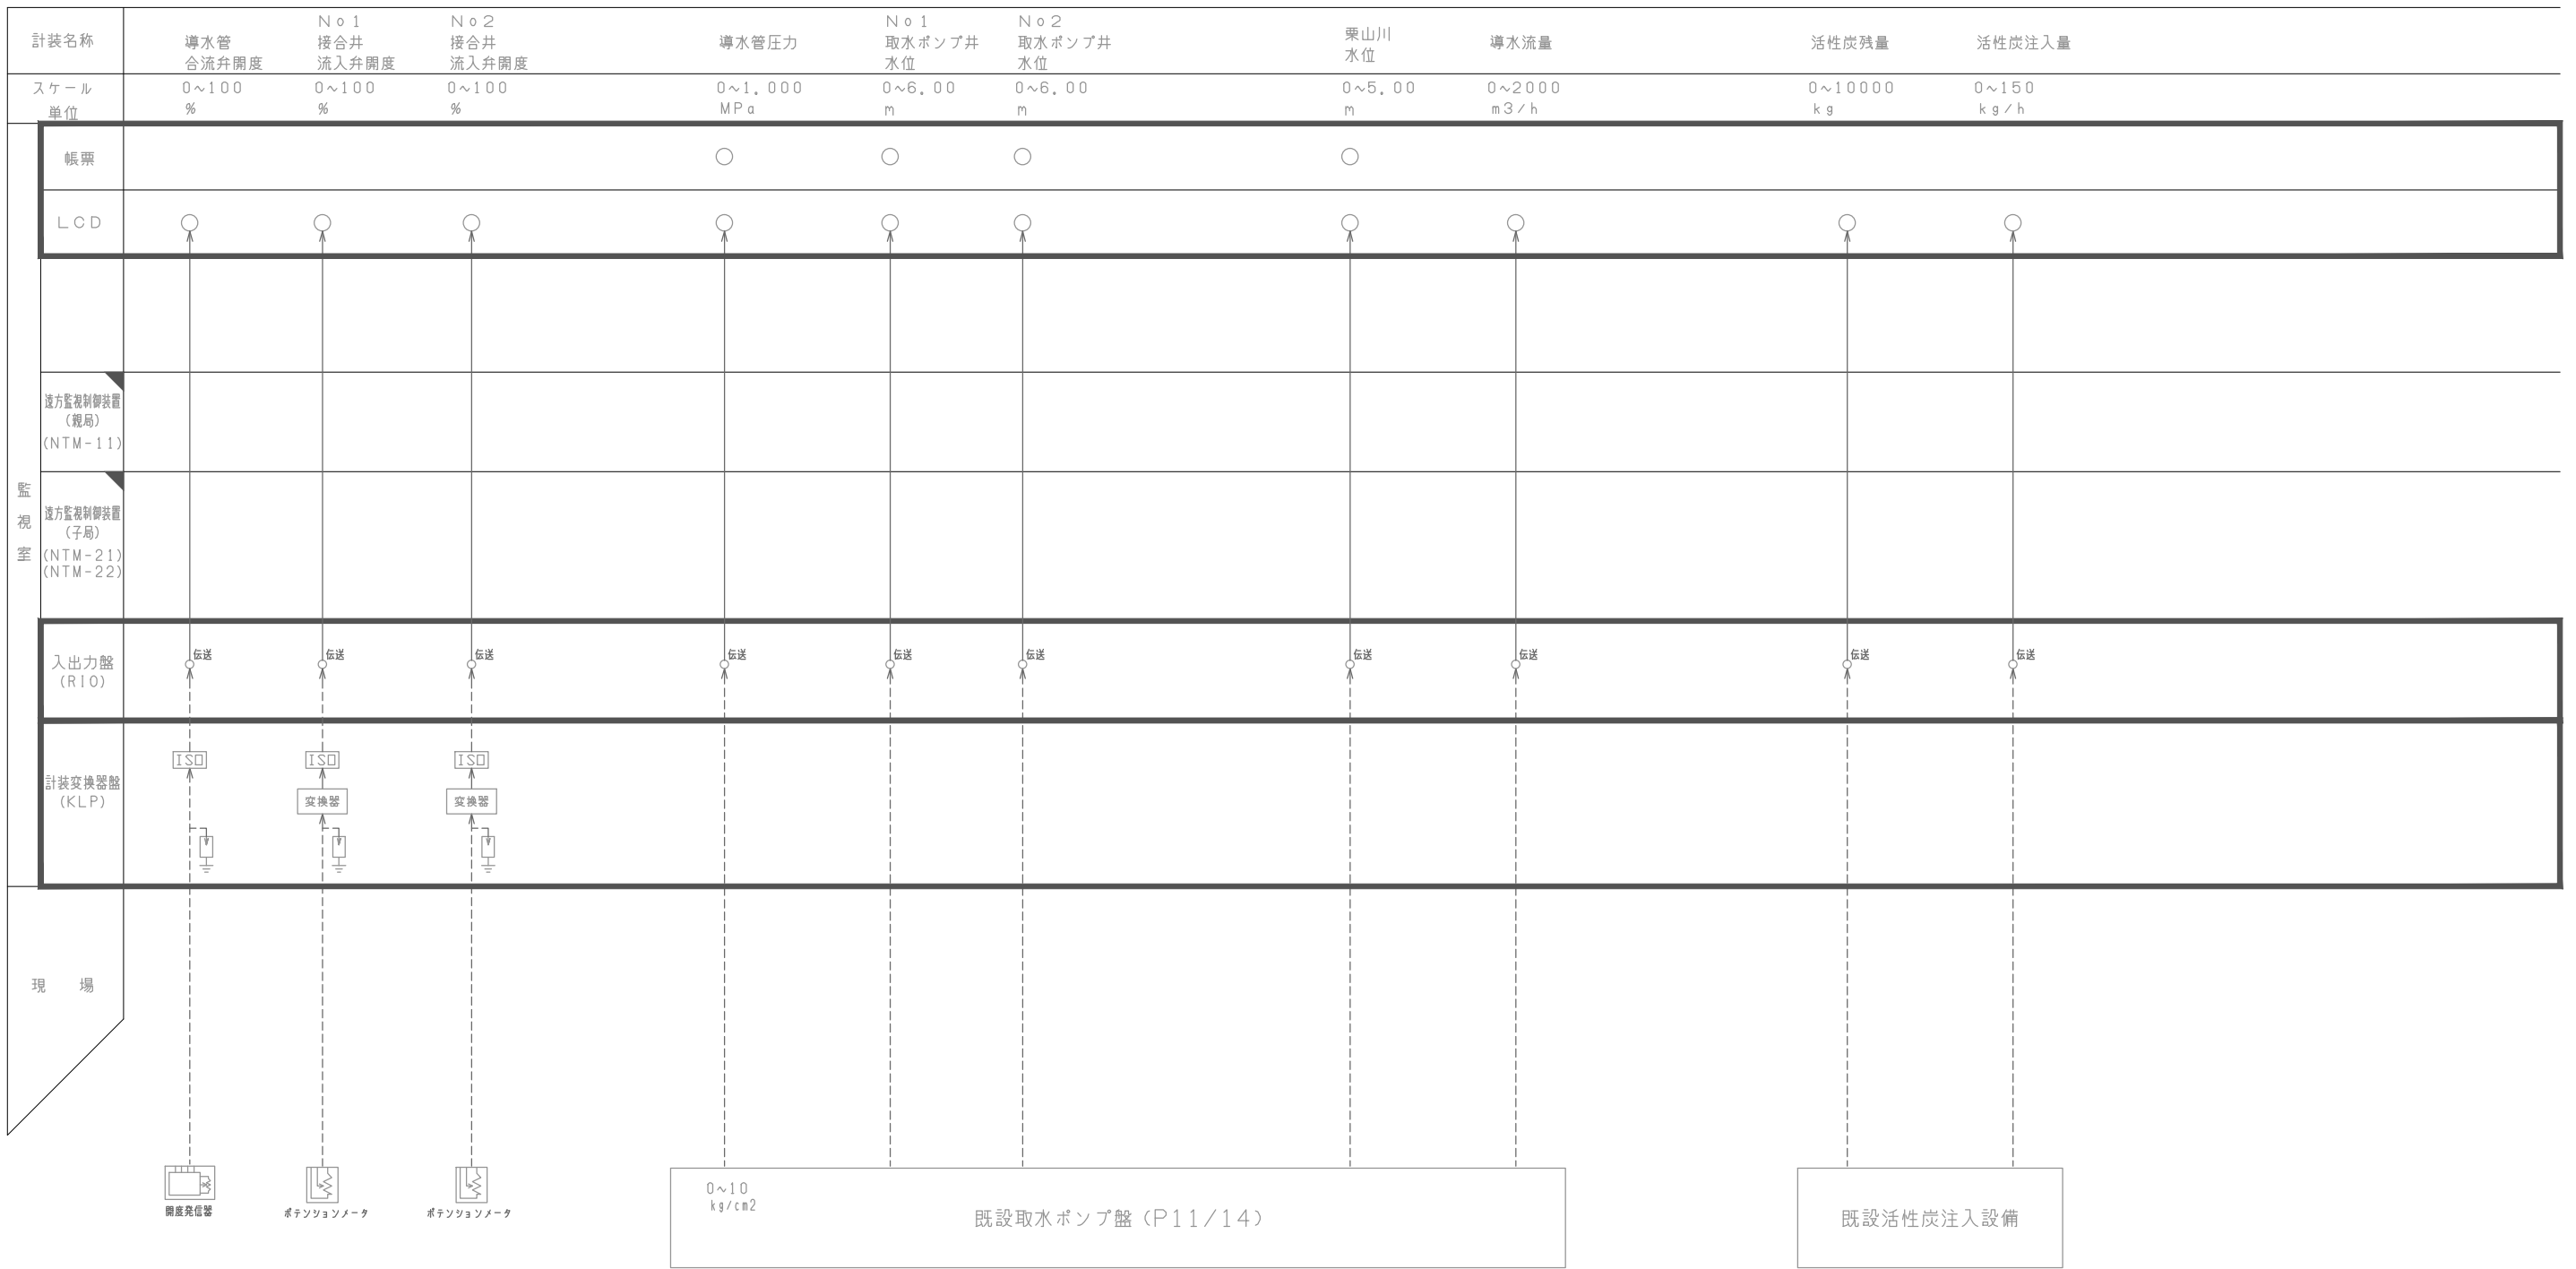 計装名称
導水管
合流弁開度
No1
接合井
流入弁開度
No2
接合井
流入弁開度
導水管圧力
No1
取水ポンプ井
水位
No2
取水ポンプ井
水位
栗山川
水位
導水流量
活性炭残量
活性炭注入量
スケール
単位
0~100
%
0~100
%
0~100
%
0~1.000
MPa
0~6.00
m
0~6.00
m
0~5.00
m
0~2000
m3/h
0~10000
kg
0~150
kg/h
監視室
帳票
LCD
遠方監視制御装置
(親局)
(NTM-11)
遠方監視制御装置
(子局)
(NTM-21)
(NTM-22)
入出力盤
(RIO)
伝送
伝送
伝送
伝送
伝送
伝送
伝送
伝送
伝送
伝送
計装変換器盤
(KLP)
ISO
ISO
ISO
変換器
変換器
現場
開度発信器
ポテンションメータ
ポテンションメータ
0~10
kg/cm2
既設取水ポンプ盤(P11/14)
既設活性炭注入設備